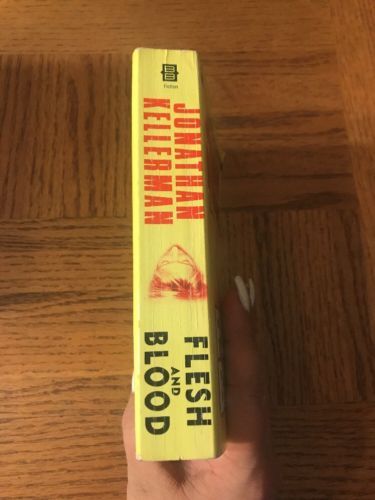 Fiction
JONATHAN
KELLERMAN
FLESH
AND
BLOOD